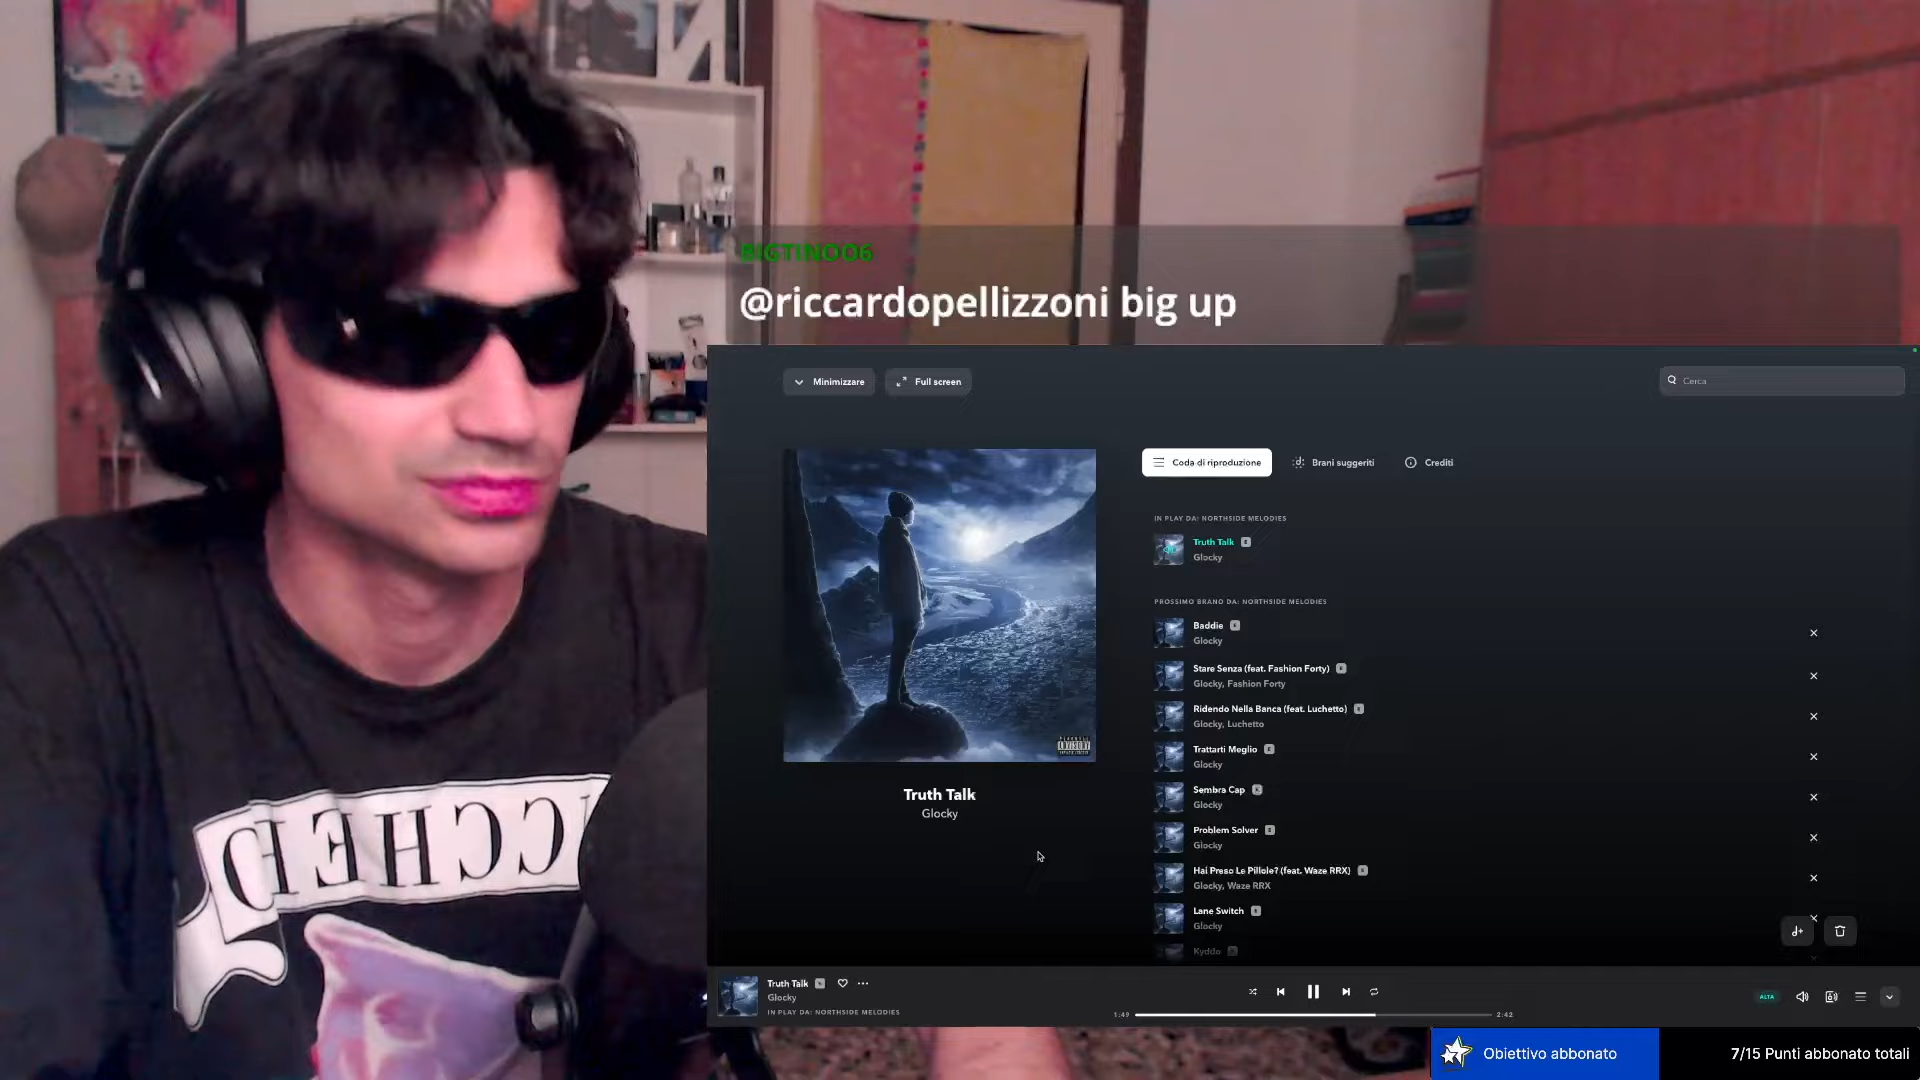 BIGTINO06
@riccardopellizzoni big up
Minimizzare
Full screen
Cerca
Coda di riproduzione
Brani suggeriti
Crediti
IN PLAY DA: NORTHSIDE MELODIES
Truth Talk E
Glocky
PROSSIMO BRANO DA: NORTHSIDE MELODIES
Baddie E
Glocky
Stare Senza (feat. Fashion Forty) E
Glocky, Fashion Forty
Ridendo Nella Banca (feat. Luchetto) E
Glocky, Luchetto
Trattarti Meglio E
Glocky
Sembra Cap E
Glocky
Problem Solver E
Glocky
Hai Preso Le Pillole? (feat. Waze RRX) E
Glocky, Waze RRX
Lane Switch E
Glocky
Kyddo E
ADVISORY
Truth Talk
Glocky
Truth Talk E
Glocky
IN PLAY DA: NORTHSIDE MELODIES
1:49
2:42
ALTA
Obiettivo abbonato
7/15 Punti abbonato totali